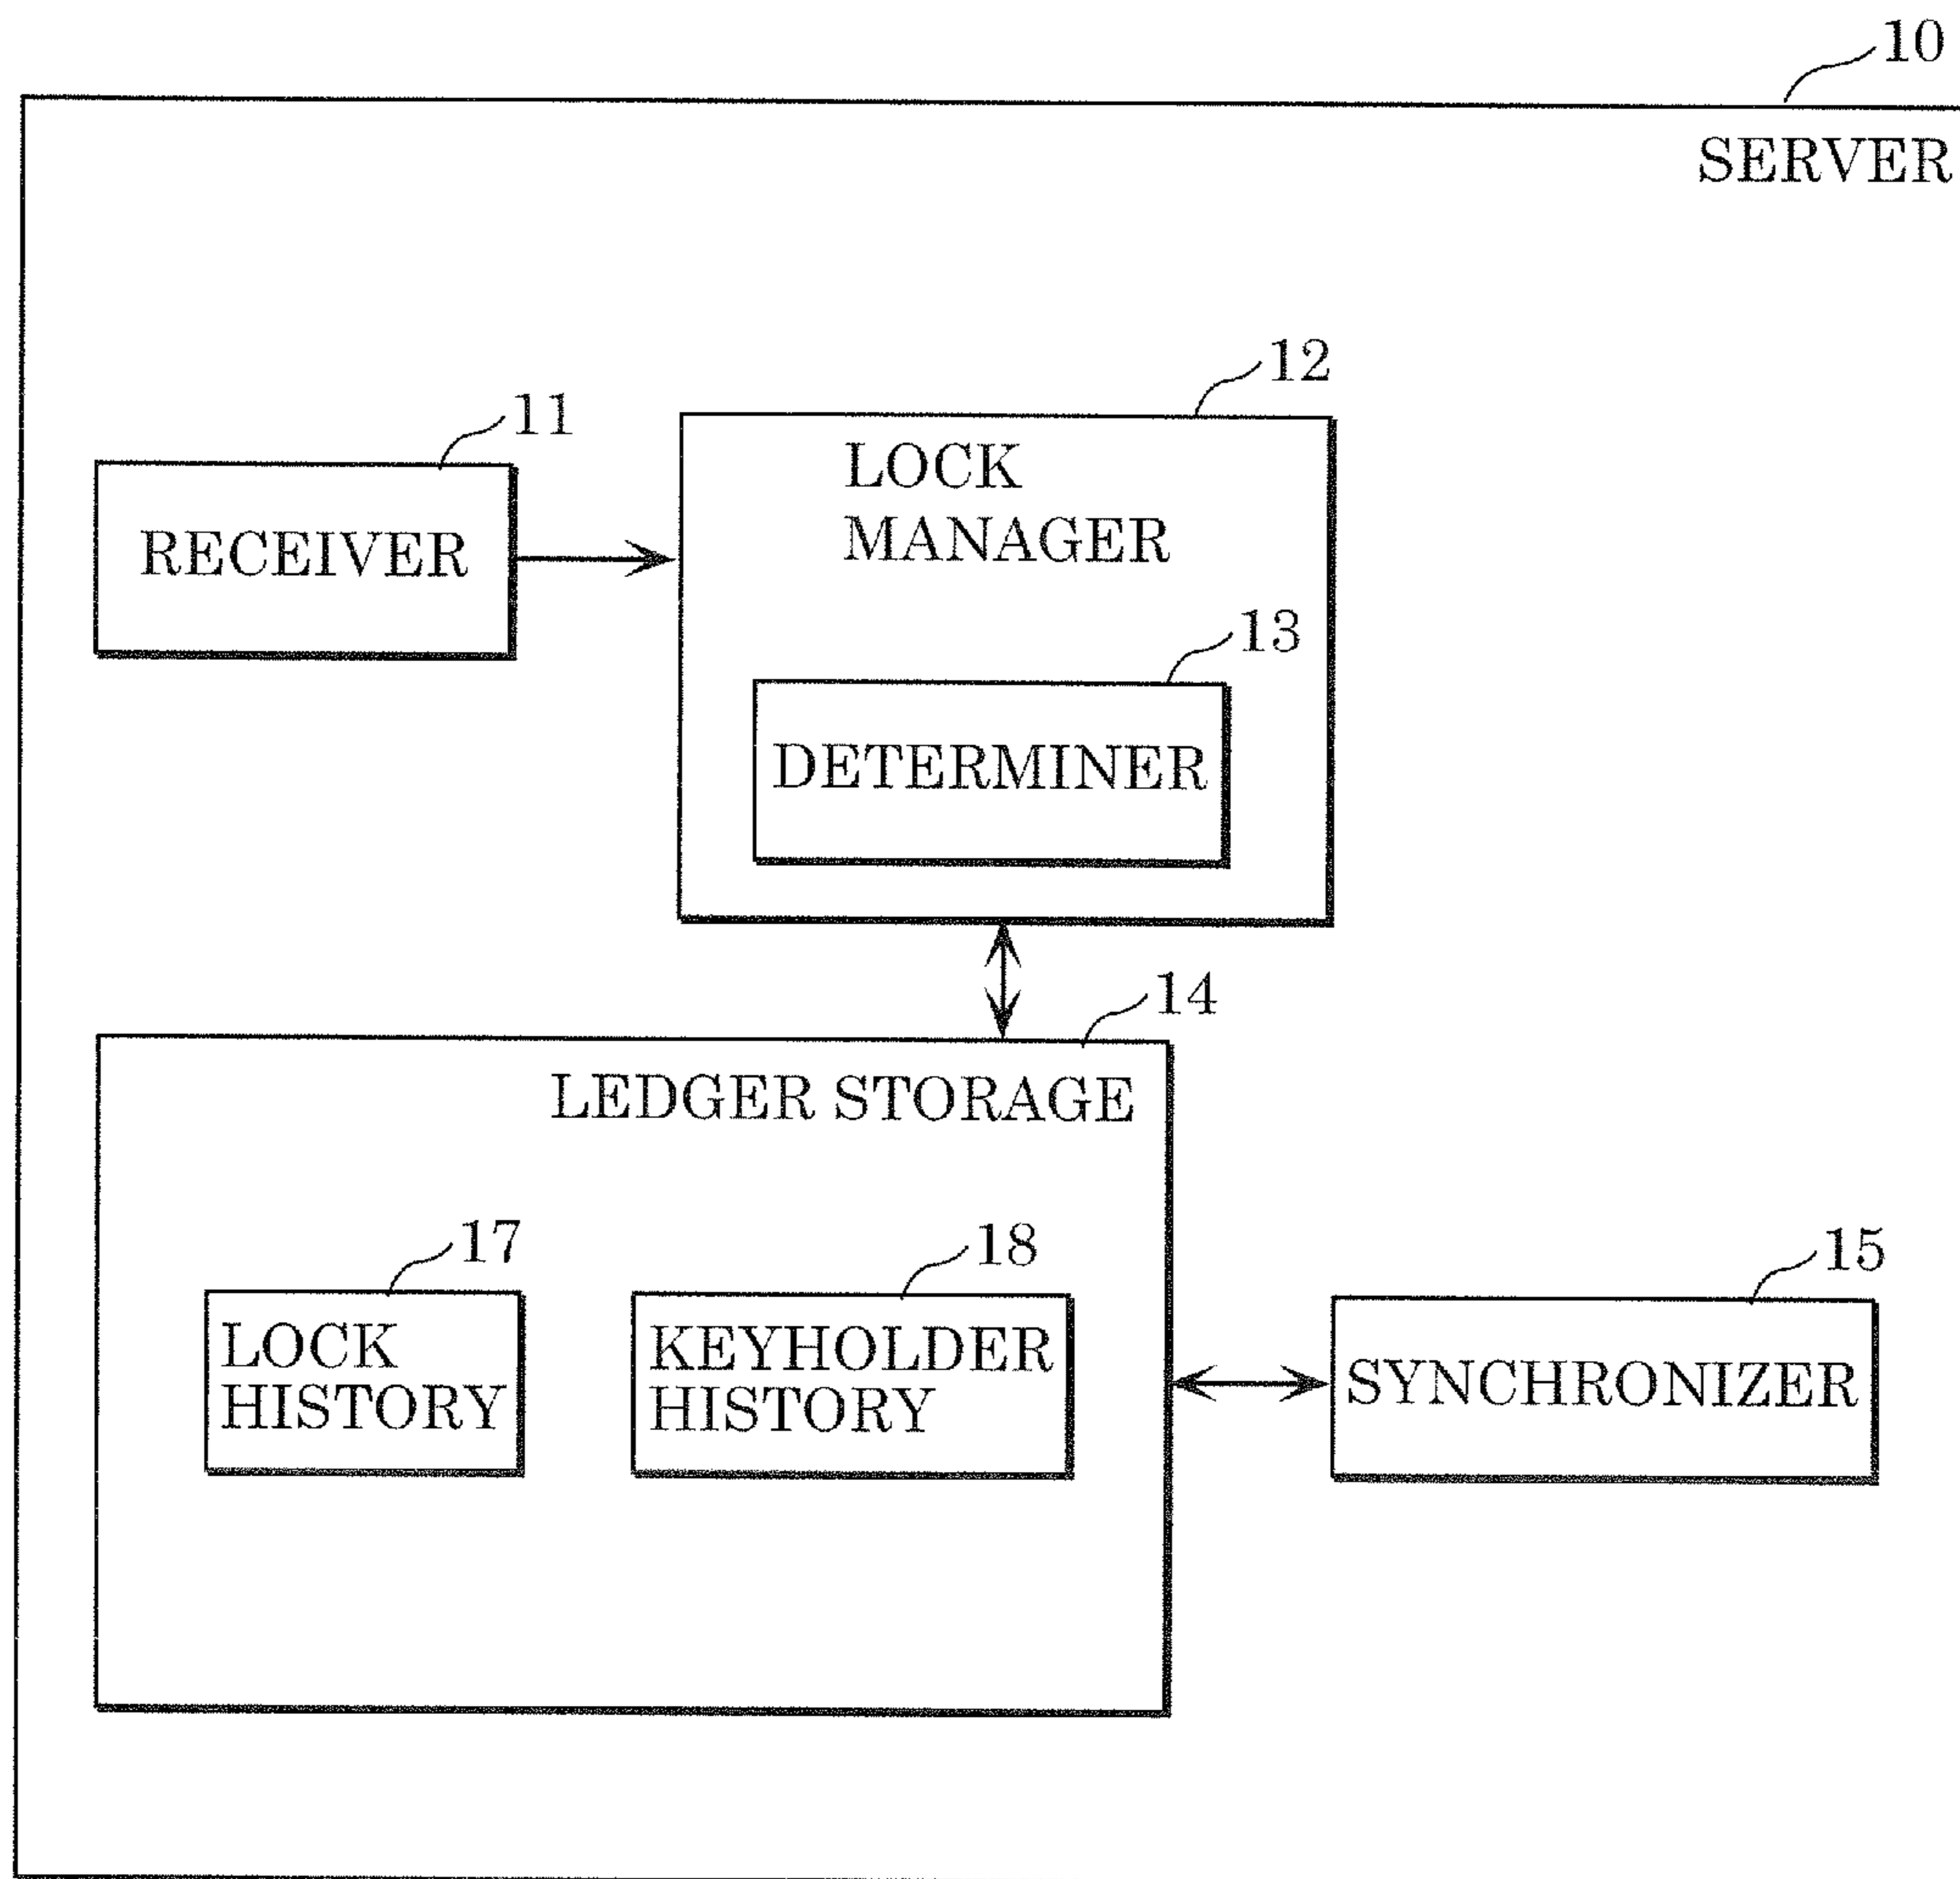 10
SERVER
12
11
LOCK
MANAGER
RECEIVER
13
DETERMINER
14
LEDGER STORAGE
17
18
15
LOCK
HISTORY
KEYHOLDER
HISTORY
SYNCHRONIZER